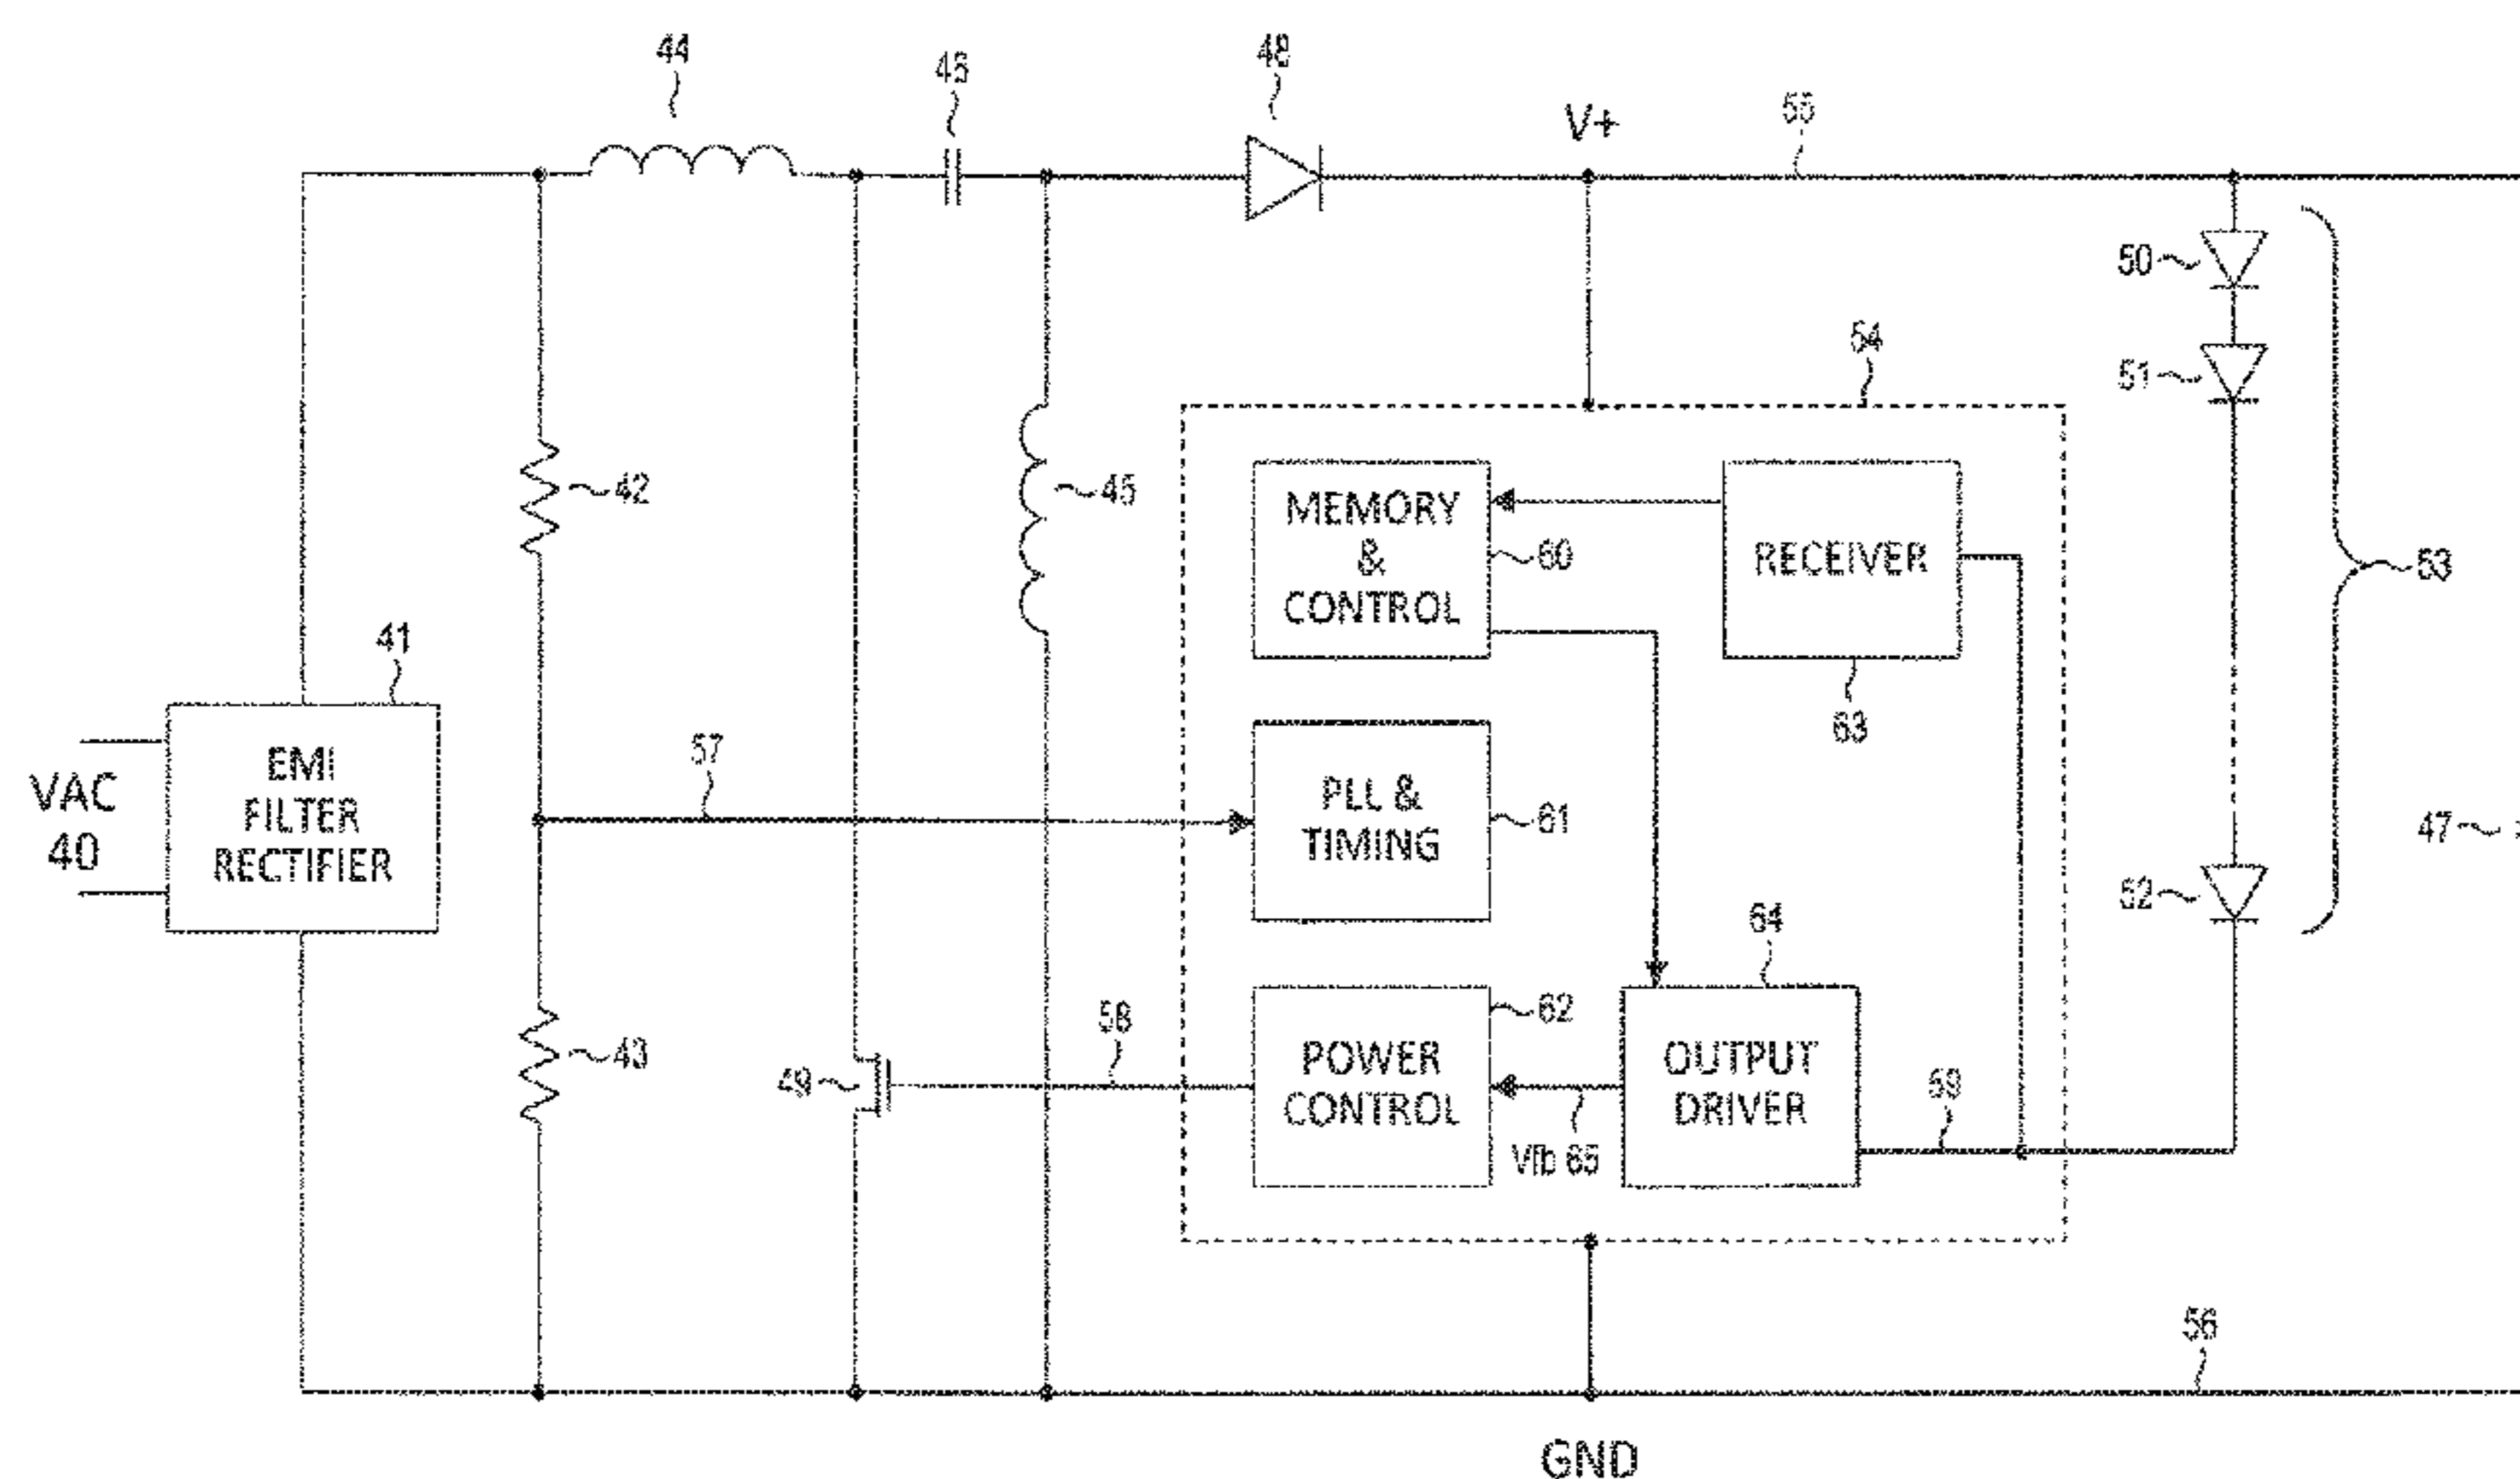 44
46
48
V+
55
50
54
51
42
45
MEMORY
&
CONTROL
60
RECEIVER
53
41
63
57
EMI
FILTER
RECTIFIER
VAC
40
PLL &
TIMING
61
47
52
64
62
58
43
49
POWER
CONTROL
OUTPUT
DRIVER
59
Vfb 65
56
GND